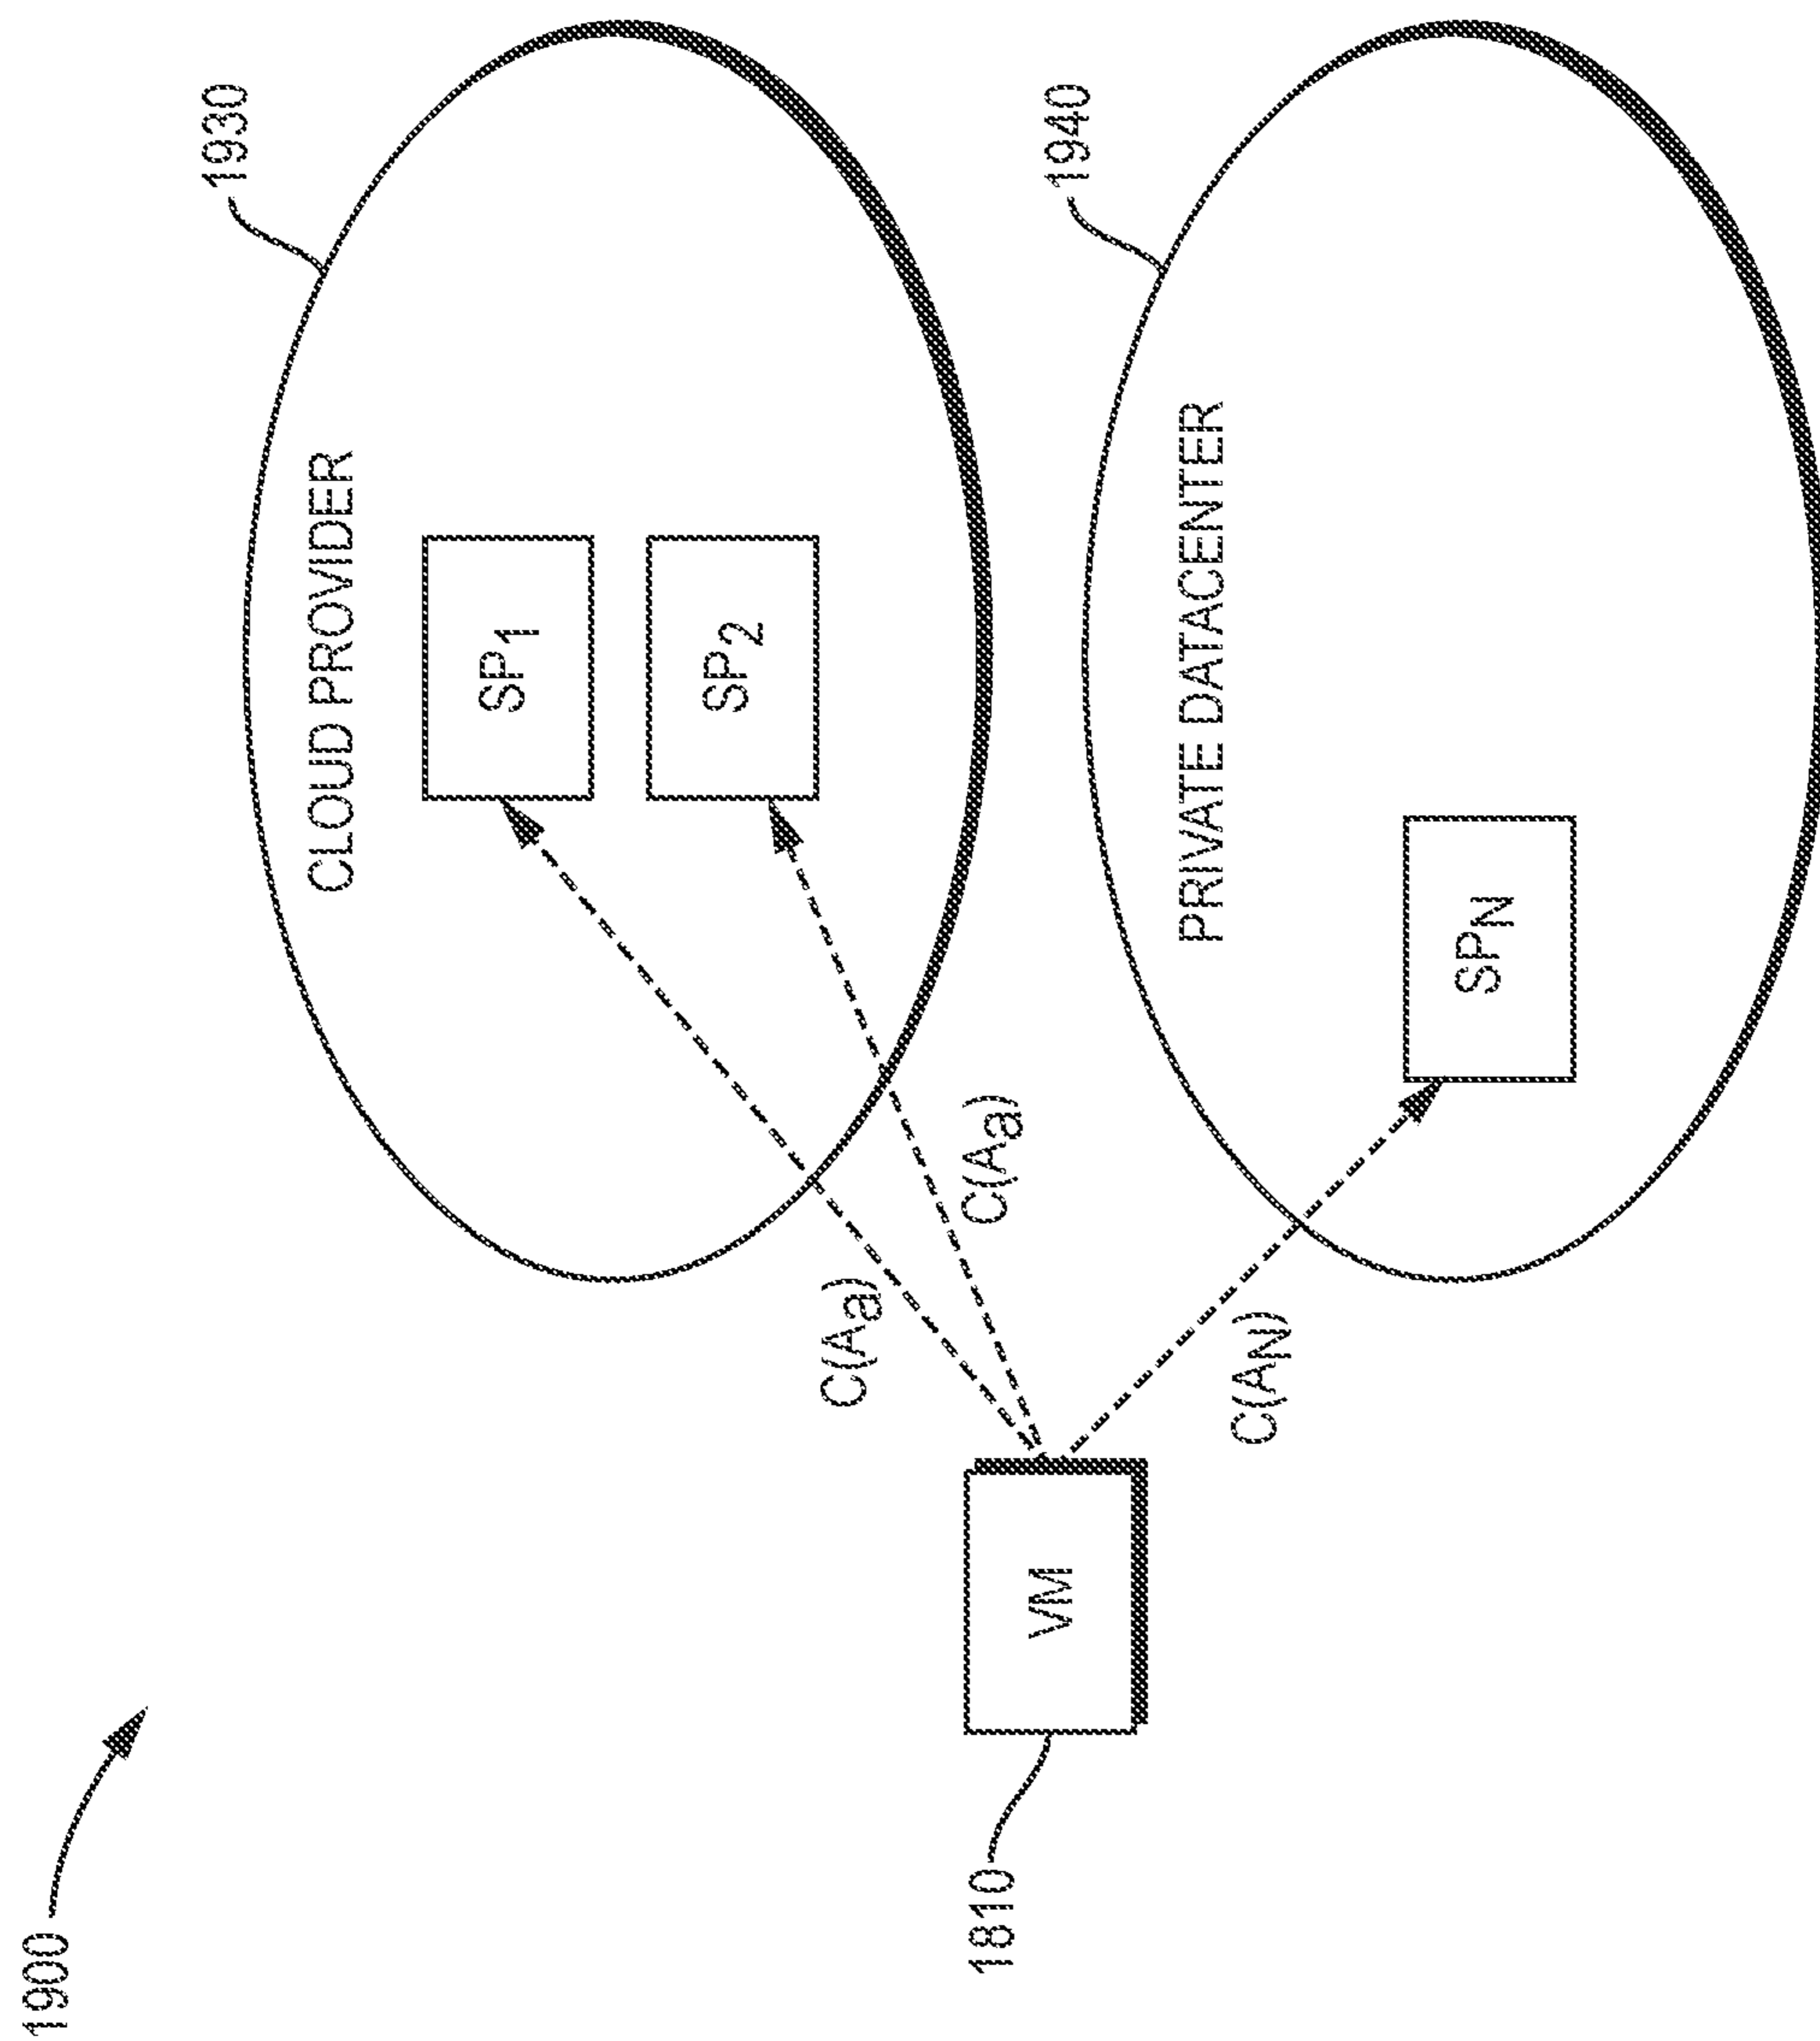 1900
1930
CLOUD PROVIDER
SP1
SP2
C(Aa)
C(Aa)
VM
1810
C(AN)
1940
PRIVATE DATACENTER
SPN